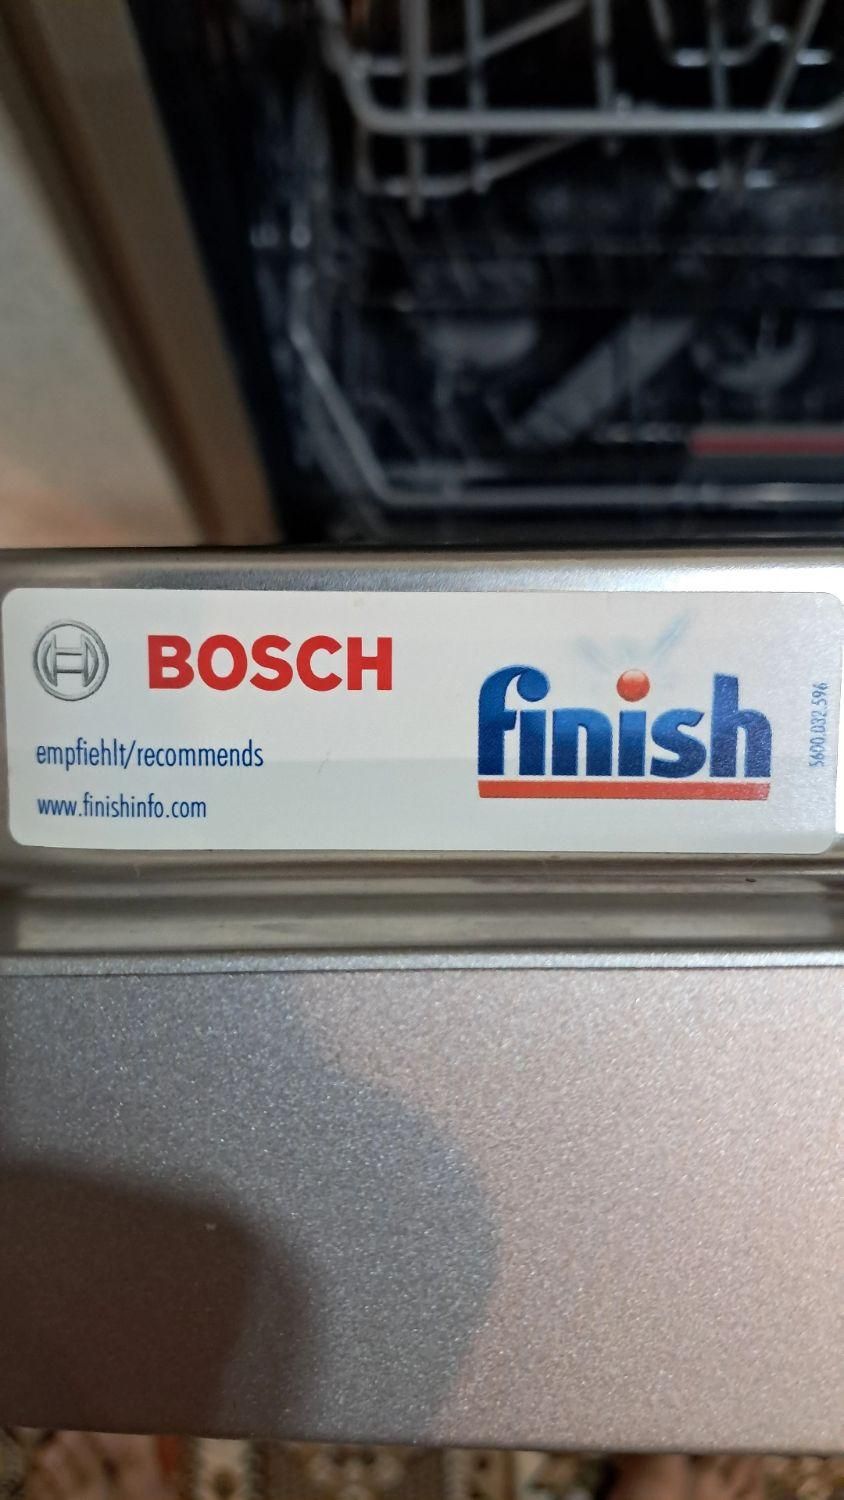 BOSCH
empfiehlt/recommends
www.finishinfo.com
finish
5600.032.596